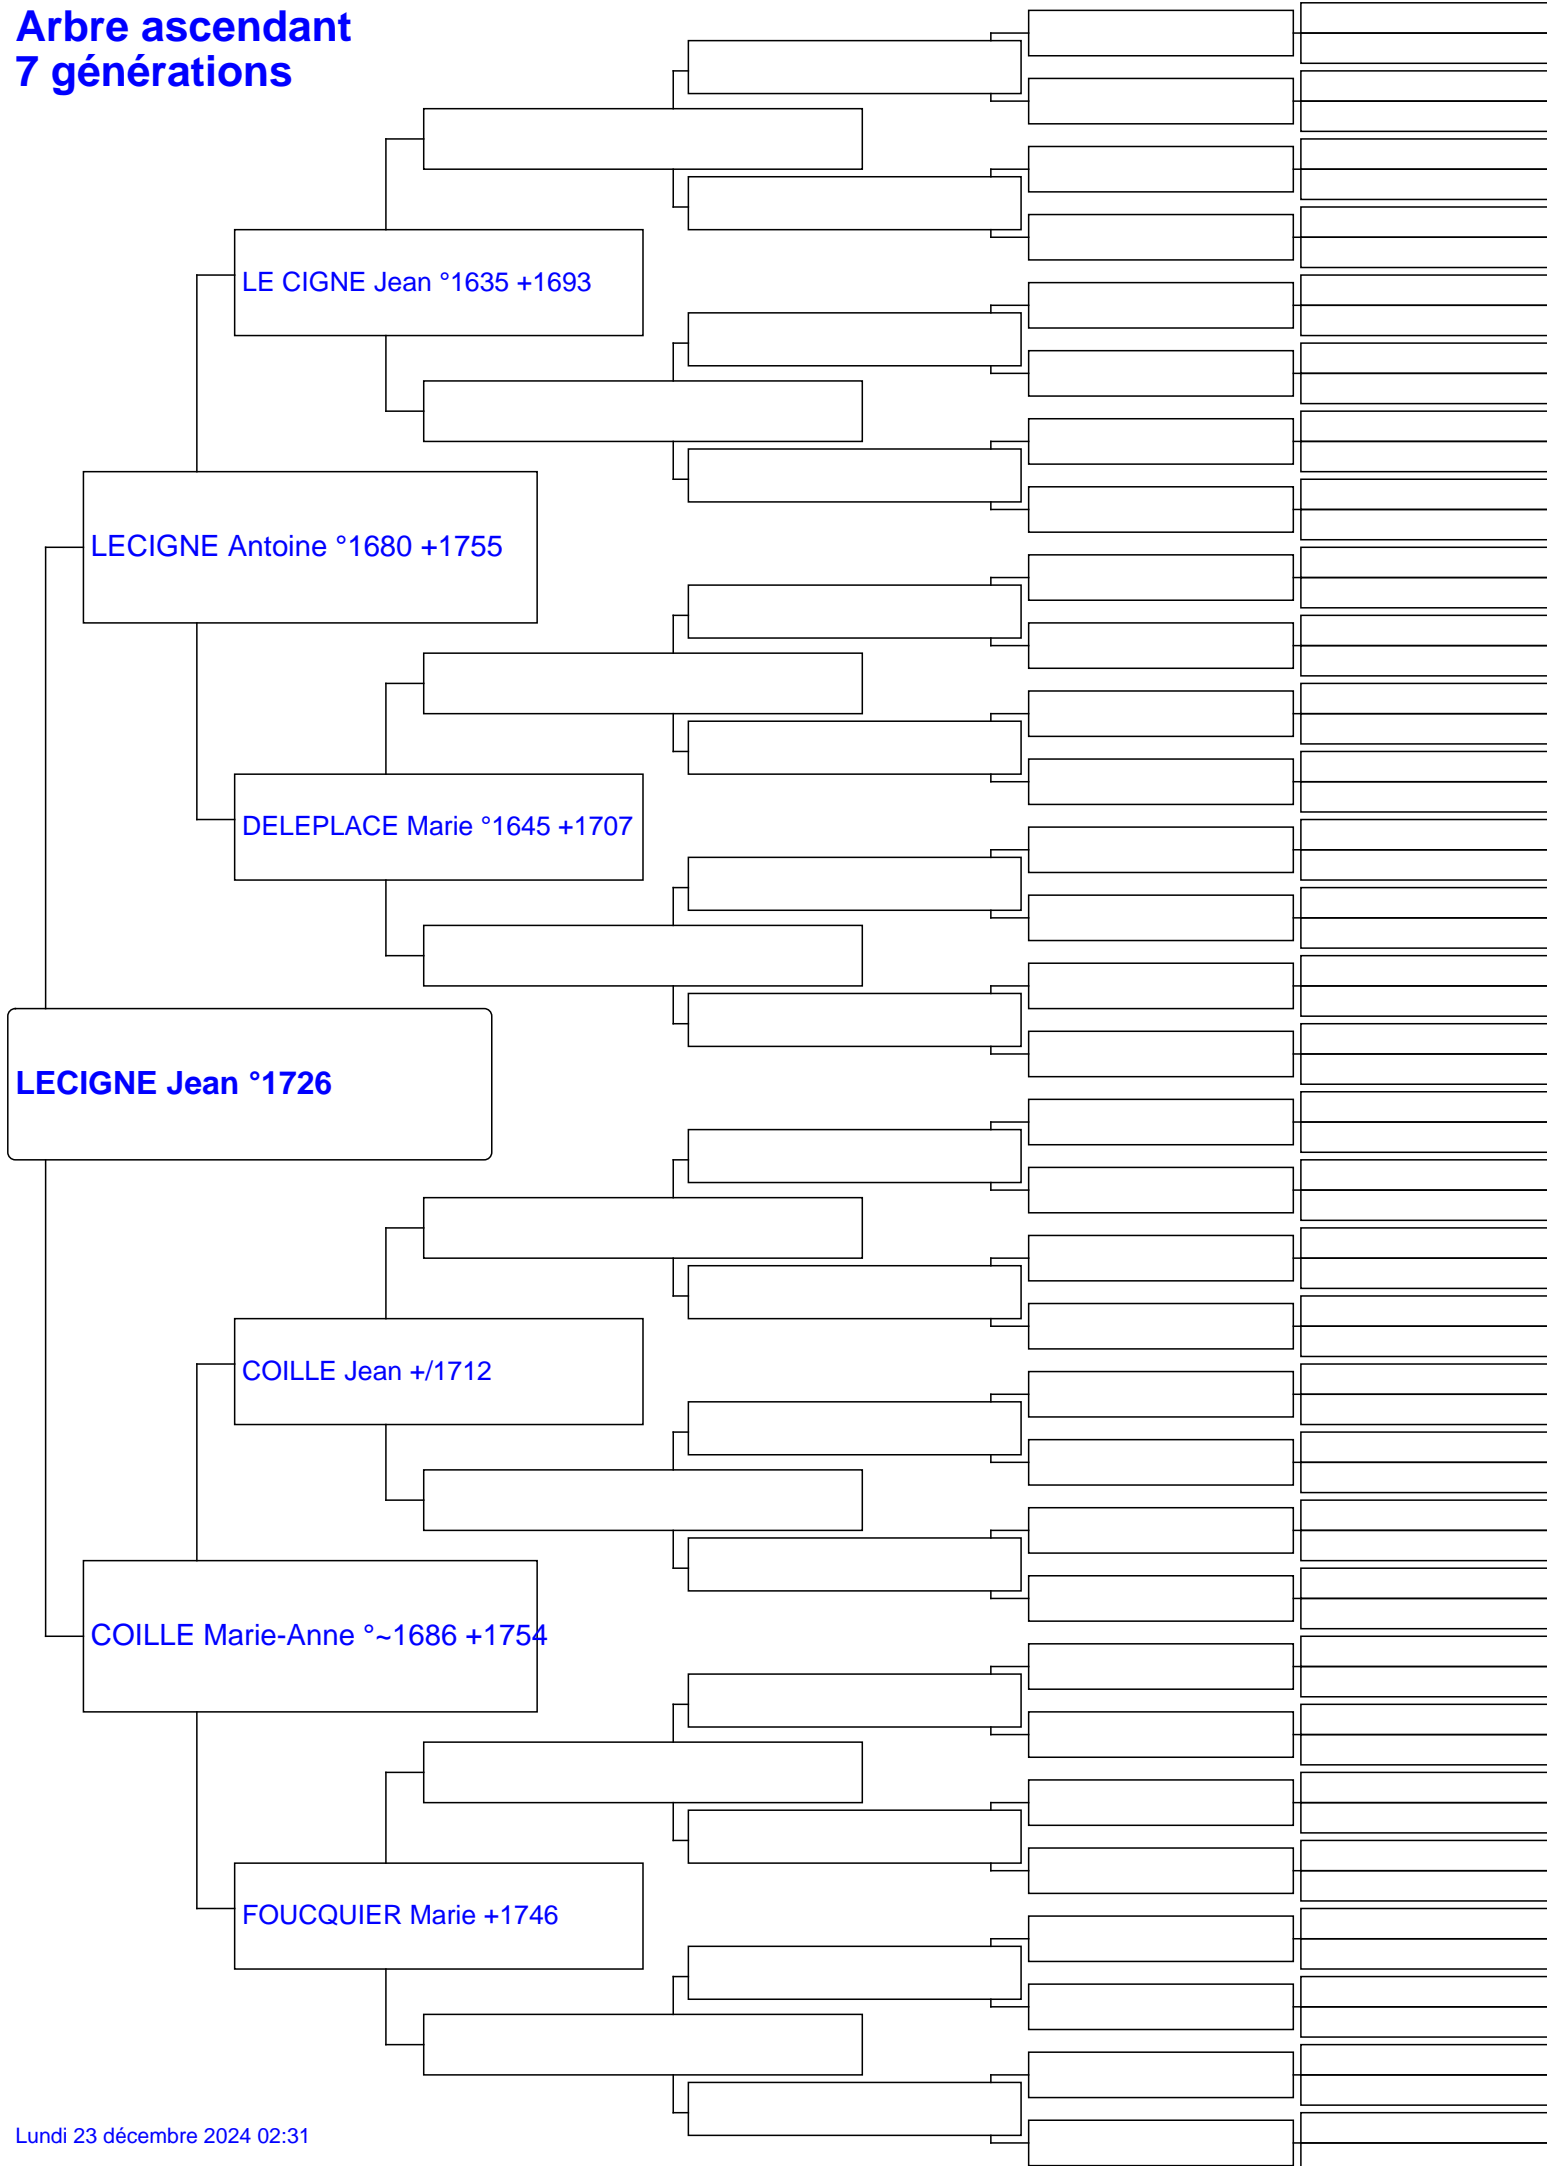 Arbre ascendant
7 générations
LE CIGNE Jean °1635 +1693
LECIGNE Antoine °1680 +1755
DELEPLACE Marie °1645 +1707
LECIGNE Jean °1726
COILLE Jean +/1712
COILLE Marie-Anne °~1686 +1754
FOUCQUIER Marie +1746
Lundi 23 décembre 2024 02:31